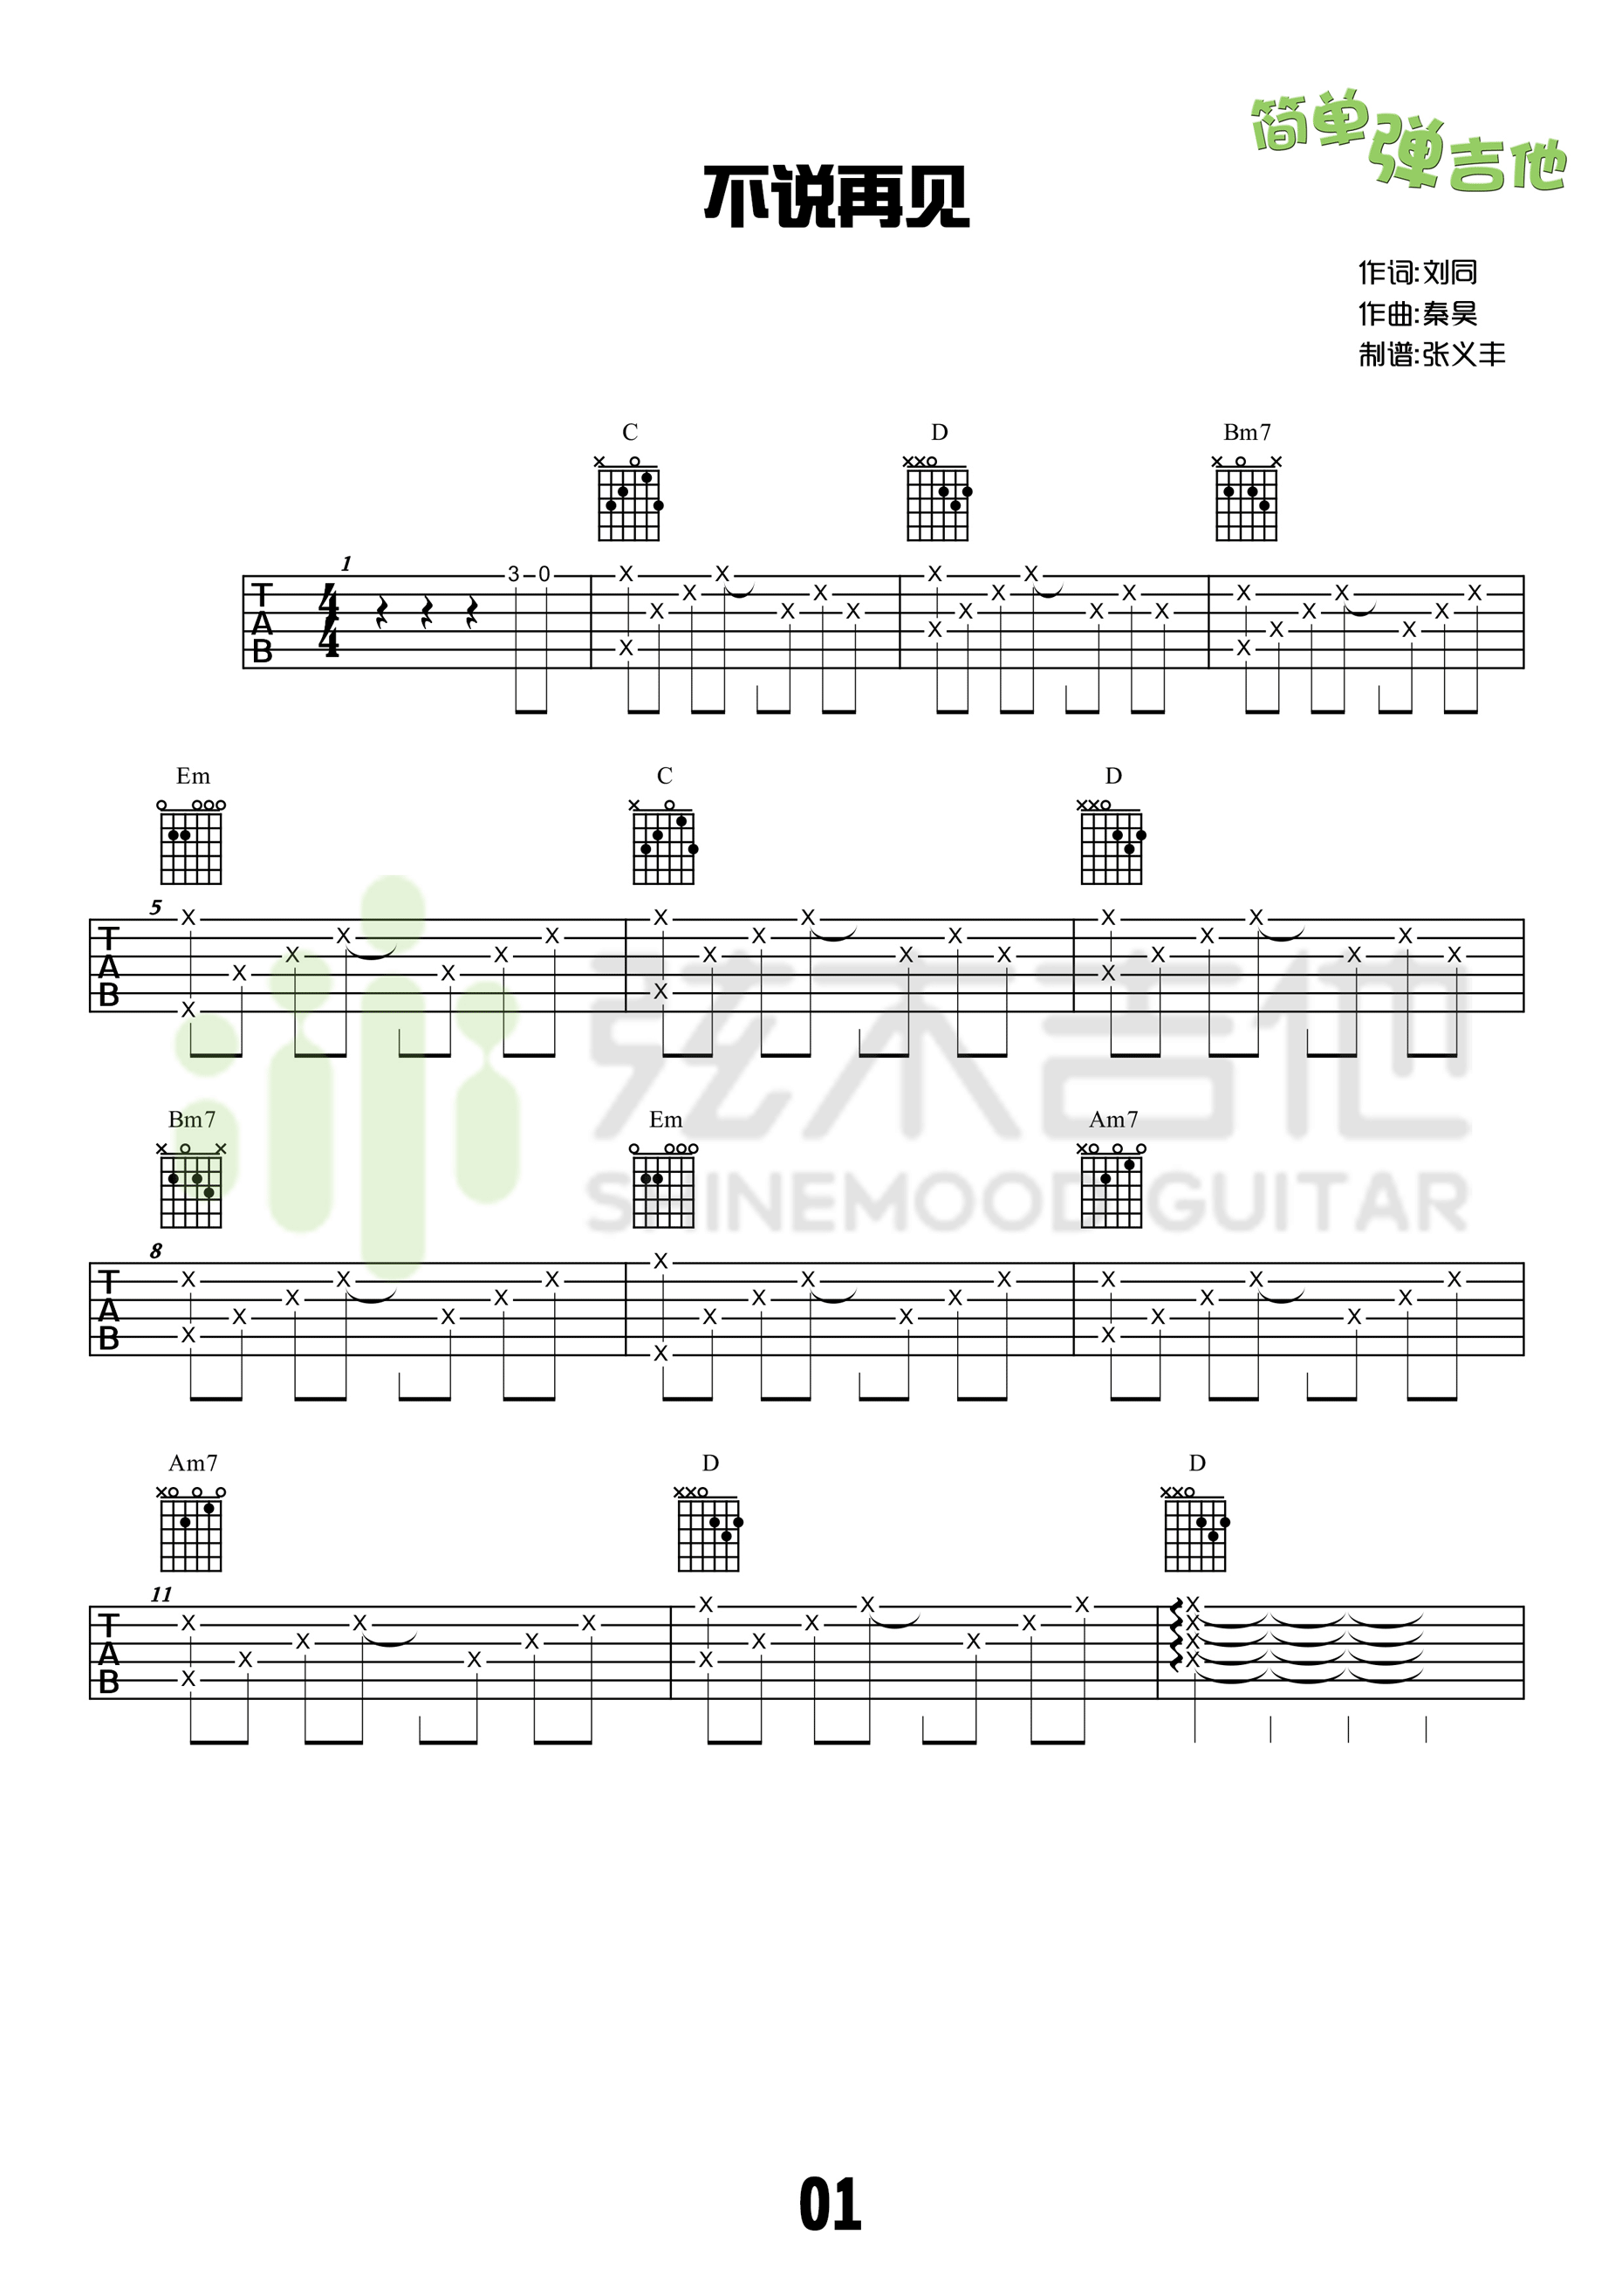 简单弹吉他
不说再见
作词:刘同
作曲:秦昊
制谱:张义丰
C D Bm7
1
3 0 X X X X X X X X X X X X X X X X X X X X X X X X
T
A
B
4
4
Em C D
5
X X X X X X X X X X X X X X X X X X X X X X X X
T
A
B
弦木吉他
SHINEMOOD GUITAR
Bm7 Em Am7
8
X X X X X X X X X X X X X X X X X X X X X X X X
T
A
B
Am7 D D
11
X X X X X X X X X X X X X X X X X X X X
T
A
B
01